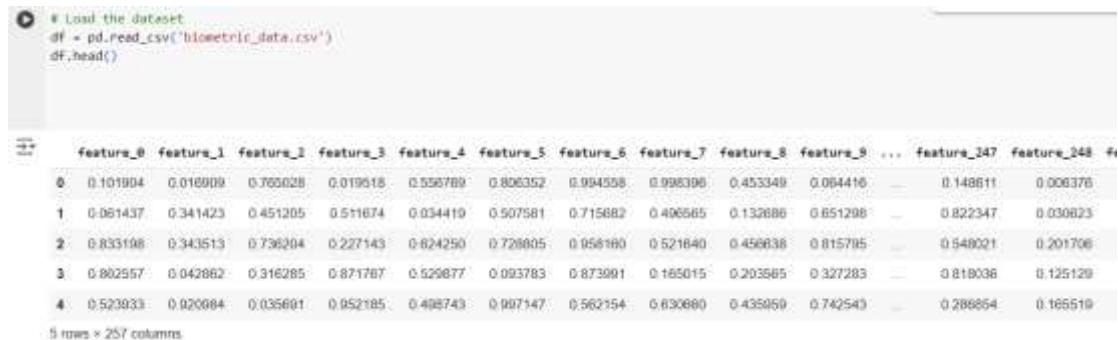 # Load the dataset
df = pd.read_csv('biometric_data.csv')
df.head()
feature_0 feature_1 feature_2 feature_3 feature_4 feature_5 feature_6 feature_7 feature_8 feature_9 ... feature_247 feature_248
0 0.101904 0.016909 0.765028 0.019518 0.556769 0.806352 0.994558 0.998396 0.453349 0.064416 ... 0.148611 0.006376
1 0.061437 0.341423 0.451205 0.511674 0.034419 0.507581 0.715682 0.496565 0.132686 0.651298 ... 0.822347 0.030623
2 0.833198 0.343513 0.736204 0.227143 0.624250 0.728805 0.958160 0.521640 0.456638 0.815795 ... 0.548021 0.201706
3 0.802557 0.042862 0.316285 0.871767 0.529877 0.093783 0.873991 0.165015 0.203565 0.327283 ... 0.818036 0.125129
4 0.523933 0.920984 0.035691 0.952185 0.498743 0.997147 0.562154 0.630660 0.435959 0.742543 ... 0.286854 0.165519
5 rows × 257 columns